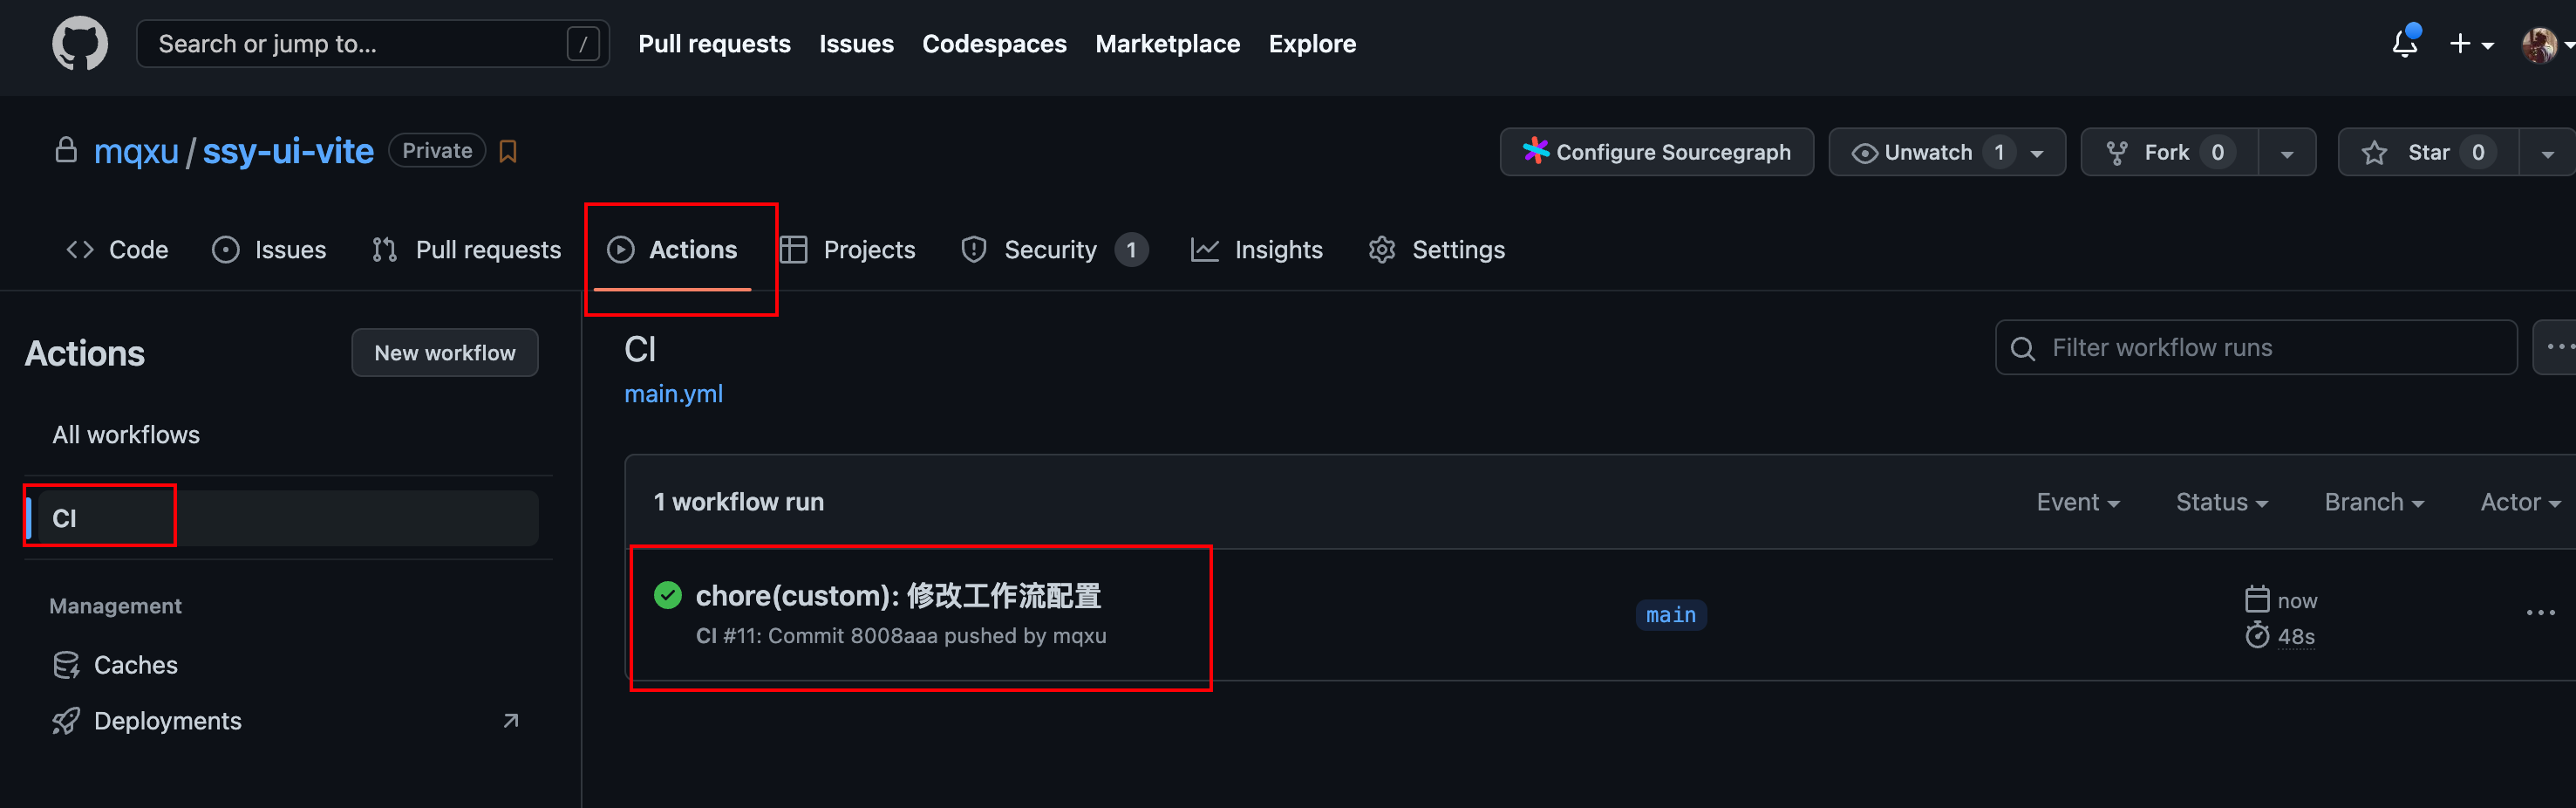 Search or jump to... / Pull requests Issues Codespaces Marketplace Explore
mqxu / ssy-ui-vite Private Configure Sourcegraph Unwatch 1 Fork 0 Star 0
Code Issues Pull requests Actions Projects Security 1 Insights Settings
Actions New workflow
All workflows
CI
Management
Caches
Deployments
CI
main.yml
Filter workflow runs
1 workflow run Event Status Branch Actor
chore(custom): 修改工作流配置
CI #11: Commit 8008aaa pushed by mqxu
main
now
48s